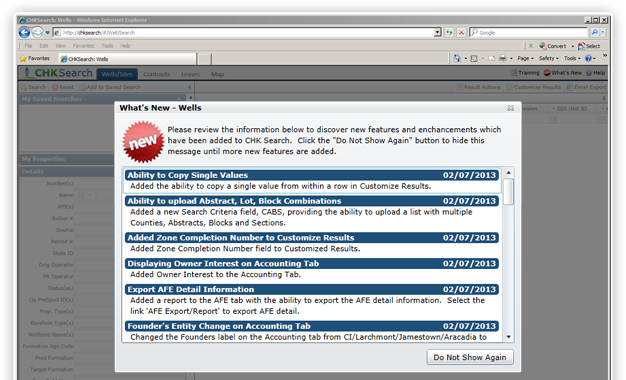 CHKSearch: Wells - Windows Internet Explorer
http://chksearch/#/Well/Search
Google
File Edit View Favorites Tools Help
Convert Select
Favorites CHKSearch: Wells
Page Safety Tools
CHKSearch Wells/Sites Contracts Leases Map Training What's New Help
Search Reset Add to Saved Search Result Actions Customize Results Excel Export
My Saved Searches
My Properties
Details
Number(s)
Name
API(s)
Rollup #
Source
Permit #
State ID
Orig Operator
PR Operator
Status(es)
Op PreSpud ID(s)
Prop. Type(s)
Borehole Type(s)
Wellbore Name(s)
Formation Age Code
Prod Formation
Target Formation
What's New - Wells
new
Please review the information below to discover new features and enchancements which
have been added to CHK Search. Click the "Do Not Show Again" button to hide this
message until more new features are added.
Ability to Copy Single Values 02/07/2013
Added the ability to copy a single value from within a row in Customize Results.
Ability to upload Abstract, Lot, Block Combinations 02/07/2013
Added a new Search Criteria field, CABS, providing the ability to upload a list with multiple
Counties, Abstracts, Blocks and Sections.
Added Zone Completion Number to Customize Results 02/07/2013
Added Zone Completion Number field to Customized Results.
Displaying Owner Interest on Accounting Tab 02/07/2013
Added Owner Interest to the Accounting Tab.
Export AFE Detail Information 02/07/2013
Added a report to the AFE tab with the ability to export the AFE detail information. Select the
link 'AFE Export/Report' to export AFE detail.
Founder's Entity Change on Accounting Tab 02/07/2013
Changed the Founders label on the Accounting tab from CI/Larchmont/Jamestown/Aracadia to
Do Not Show Again